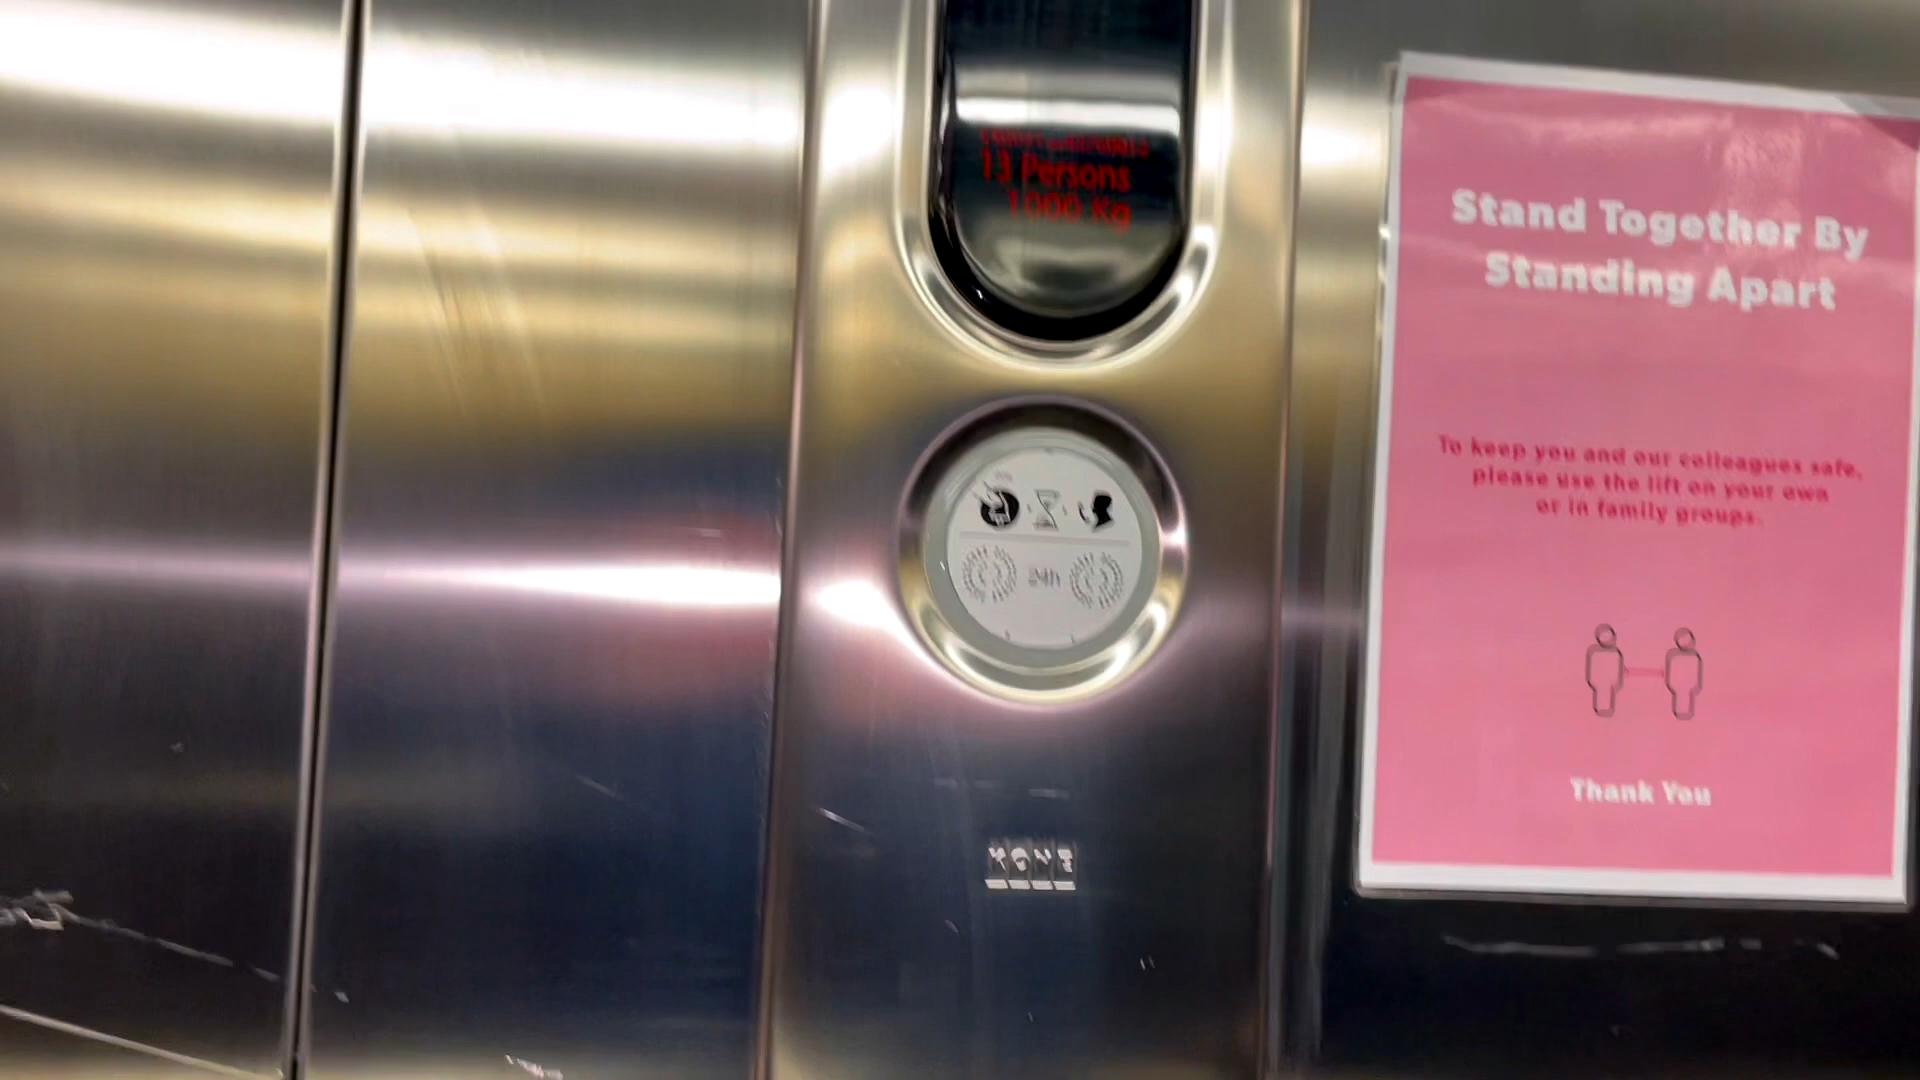 13 Persons
1000 Kg
24h
KONE
Stand Together By
Standing Apart
To keep you and our colleagues safe,
please use the lift on your own
or in family groups.
Thank You